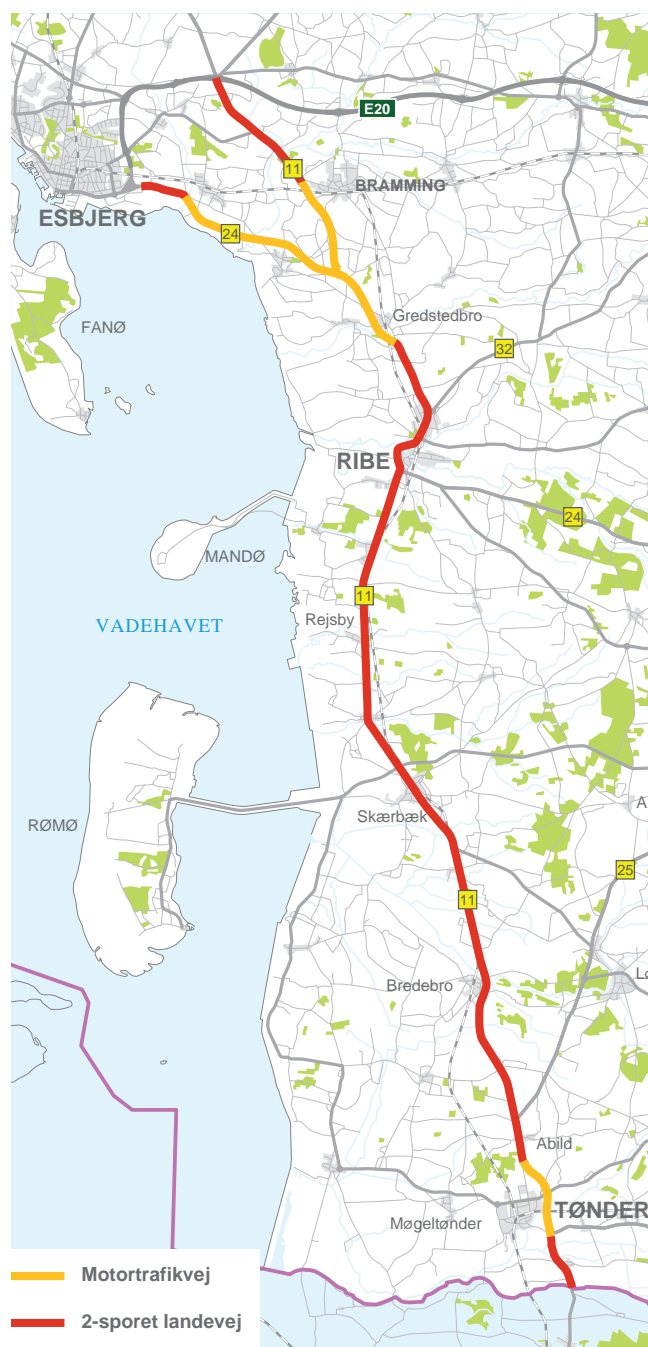 E20
11
BRAMMING
ESBJERG
24
FANØ
Gredstedbro
32
RIBE
24
MANDØ
11
Rejsby
VADEHAVET
A
RØMØ
Skærbæk
25
11
Lø
Bredebro
Abild
Møgeltønder
TØNDER
Motortrafikvej
2-sporet landevej